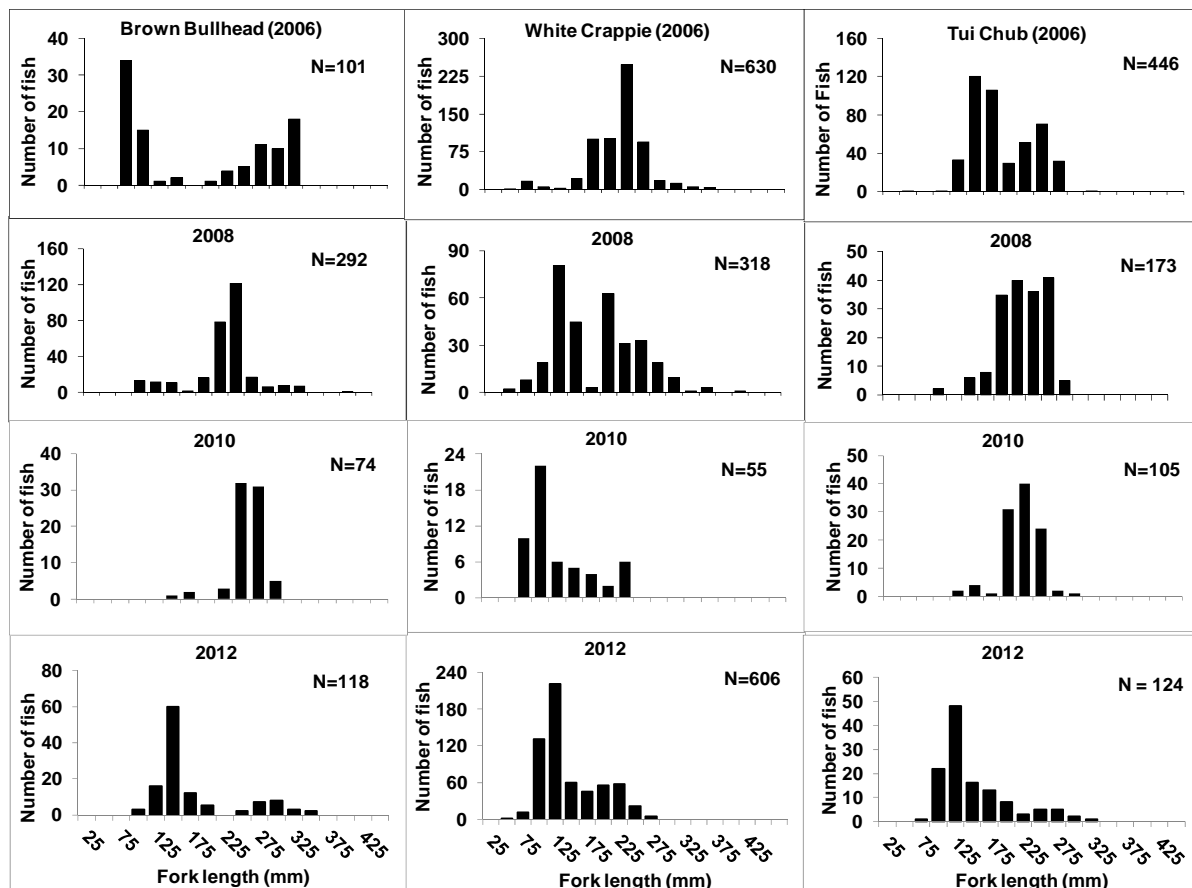 Brown Bullhead (2006)
N=101
Number of fish
40
30
20
10
0
White Crappie (2006)
N=630
Number of fish
300
225
150
75
0
Tui Chub (2006)
N=446
Number of Fish
160
120
80
40
0
2008
N=292
Number of fish
160
120
80
40
0
2008
N=318
Number of fish
90
60
30
0
2008
N=173
Number of fish
50
40
30
20
10
0
2010
N=74
Number of fish
40
30
20
10
0
2010
N=55
Number of fish
24
18
12
6
0
2010
N=105
Number of fish
50
40
30
20
10
0
2012
N=118
Number of fish
80
60
40
20
0
25 75 125 175 225 275 325 375 425
Fork length (mm)
2012
N=606
Number of fish
240
180
120
60
0
25 75 125 175 225 275 325 375 425
Fork length (mm)
2012
N = 124
Number of fish
60
50
40
30
20
10
0
25 75 125 175 225 275 325 375 425
Fork length (mm)